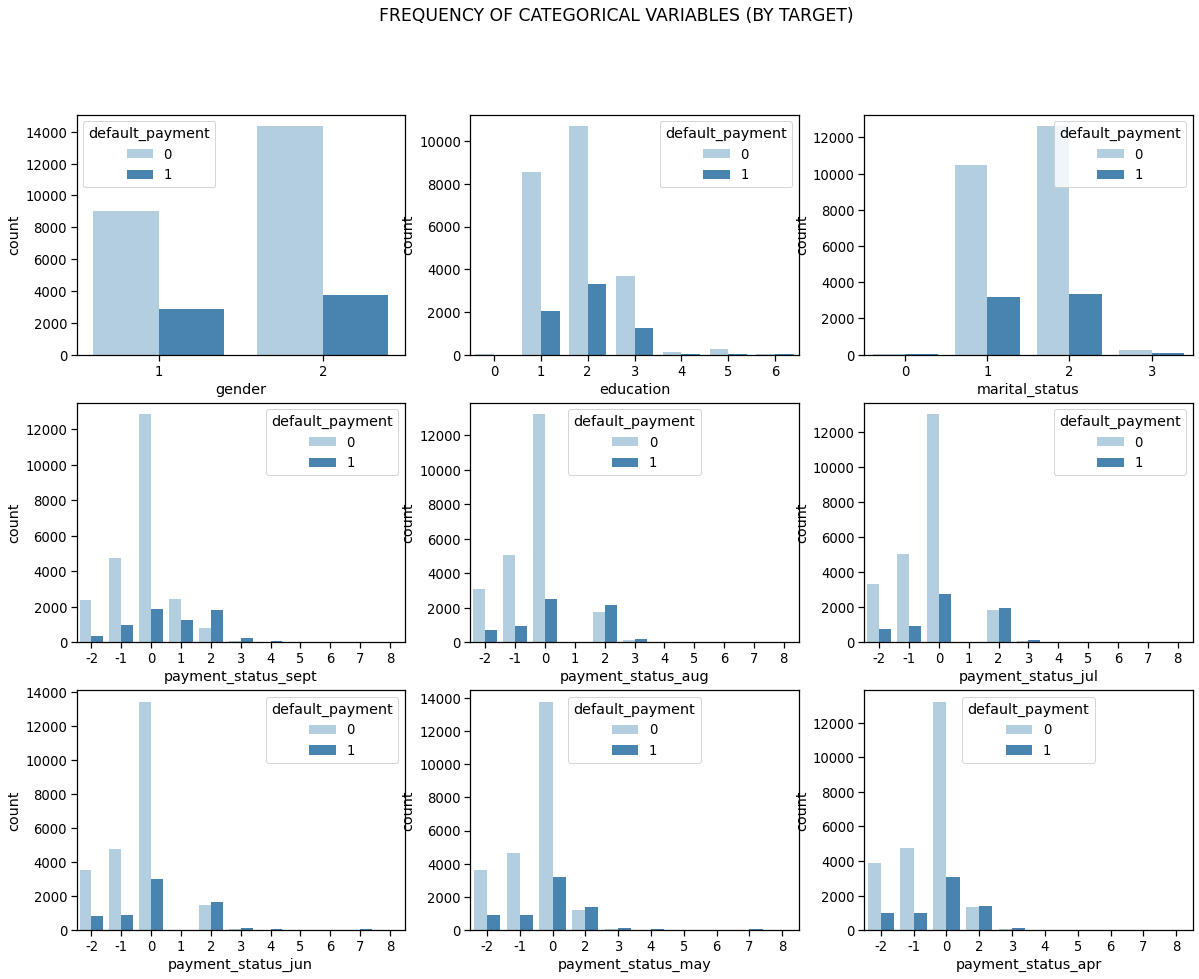 FREQUENCY OF CATEGORICAL VARIABLES (BY TARGET)
14000
12000
10000
8000
6000
4000
2000
0
count
default_payment
0
1
1 2
gender
10000
8000
6000
4000
2000
0
count
default_payment
0
1
0 1 2 3 4 5 6
education
12000
10000
8000
6000
4000
2000
0
count
default_payment
0
1
0 1 2 3
marital_status
12000
10000
8000
6000
4000
2000
0
count
default_payment
0
1
-2 -1 0 1 2 3 4 5 6 7 8
payment_status_sept
12000
10000
8000
6000
4000
2000
0
count
default_payment
0
1
-2 -1 0 1 2 3 4 5 6 7 8
payment_status_aug
12000
10000
8000
6000
4000
2000
0
count
default_payment
0
1
-2 -1 0 1 2 3 4 5 6 7 8
payment_status_jul
14000
12000
10000
8000
6000
4000
2000
0
count
default_payment
0
1
-2 -1 0 1 2 3 4 5 6 7 8
payment_status_jun
14000
12000
10000
8000
6000
4000
2000
0
count
default_payment
0
1
-2 -1 0 2 3 4 5 6 7 8
payment_status_may
12000
10000
8000
6000
4000
2000
0
count
default_payment
0
1
-2 -1 0 2 3 4 5 6 7 8
payment_status_apr